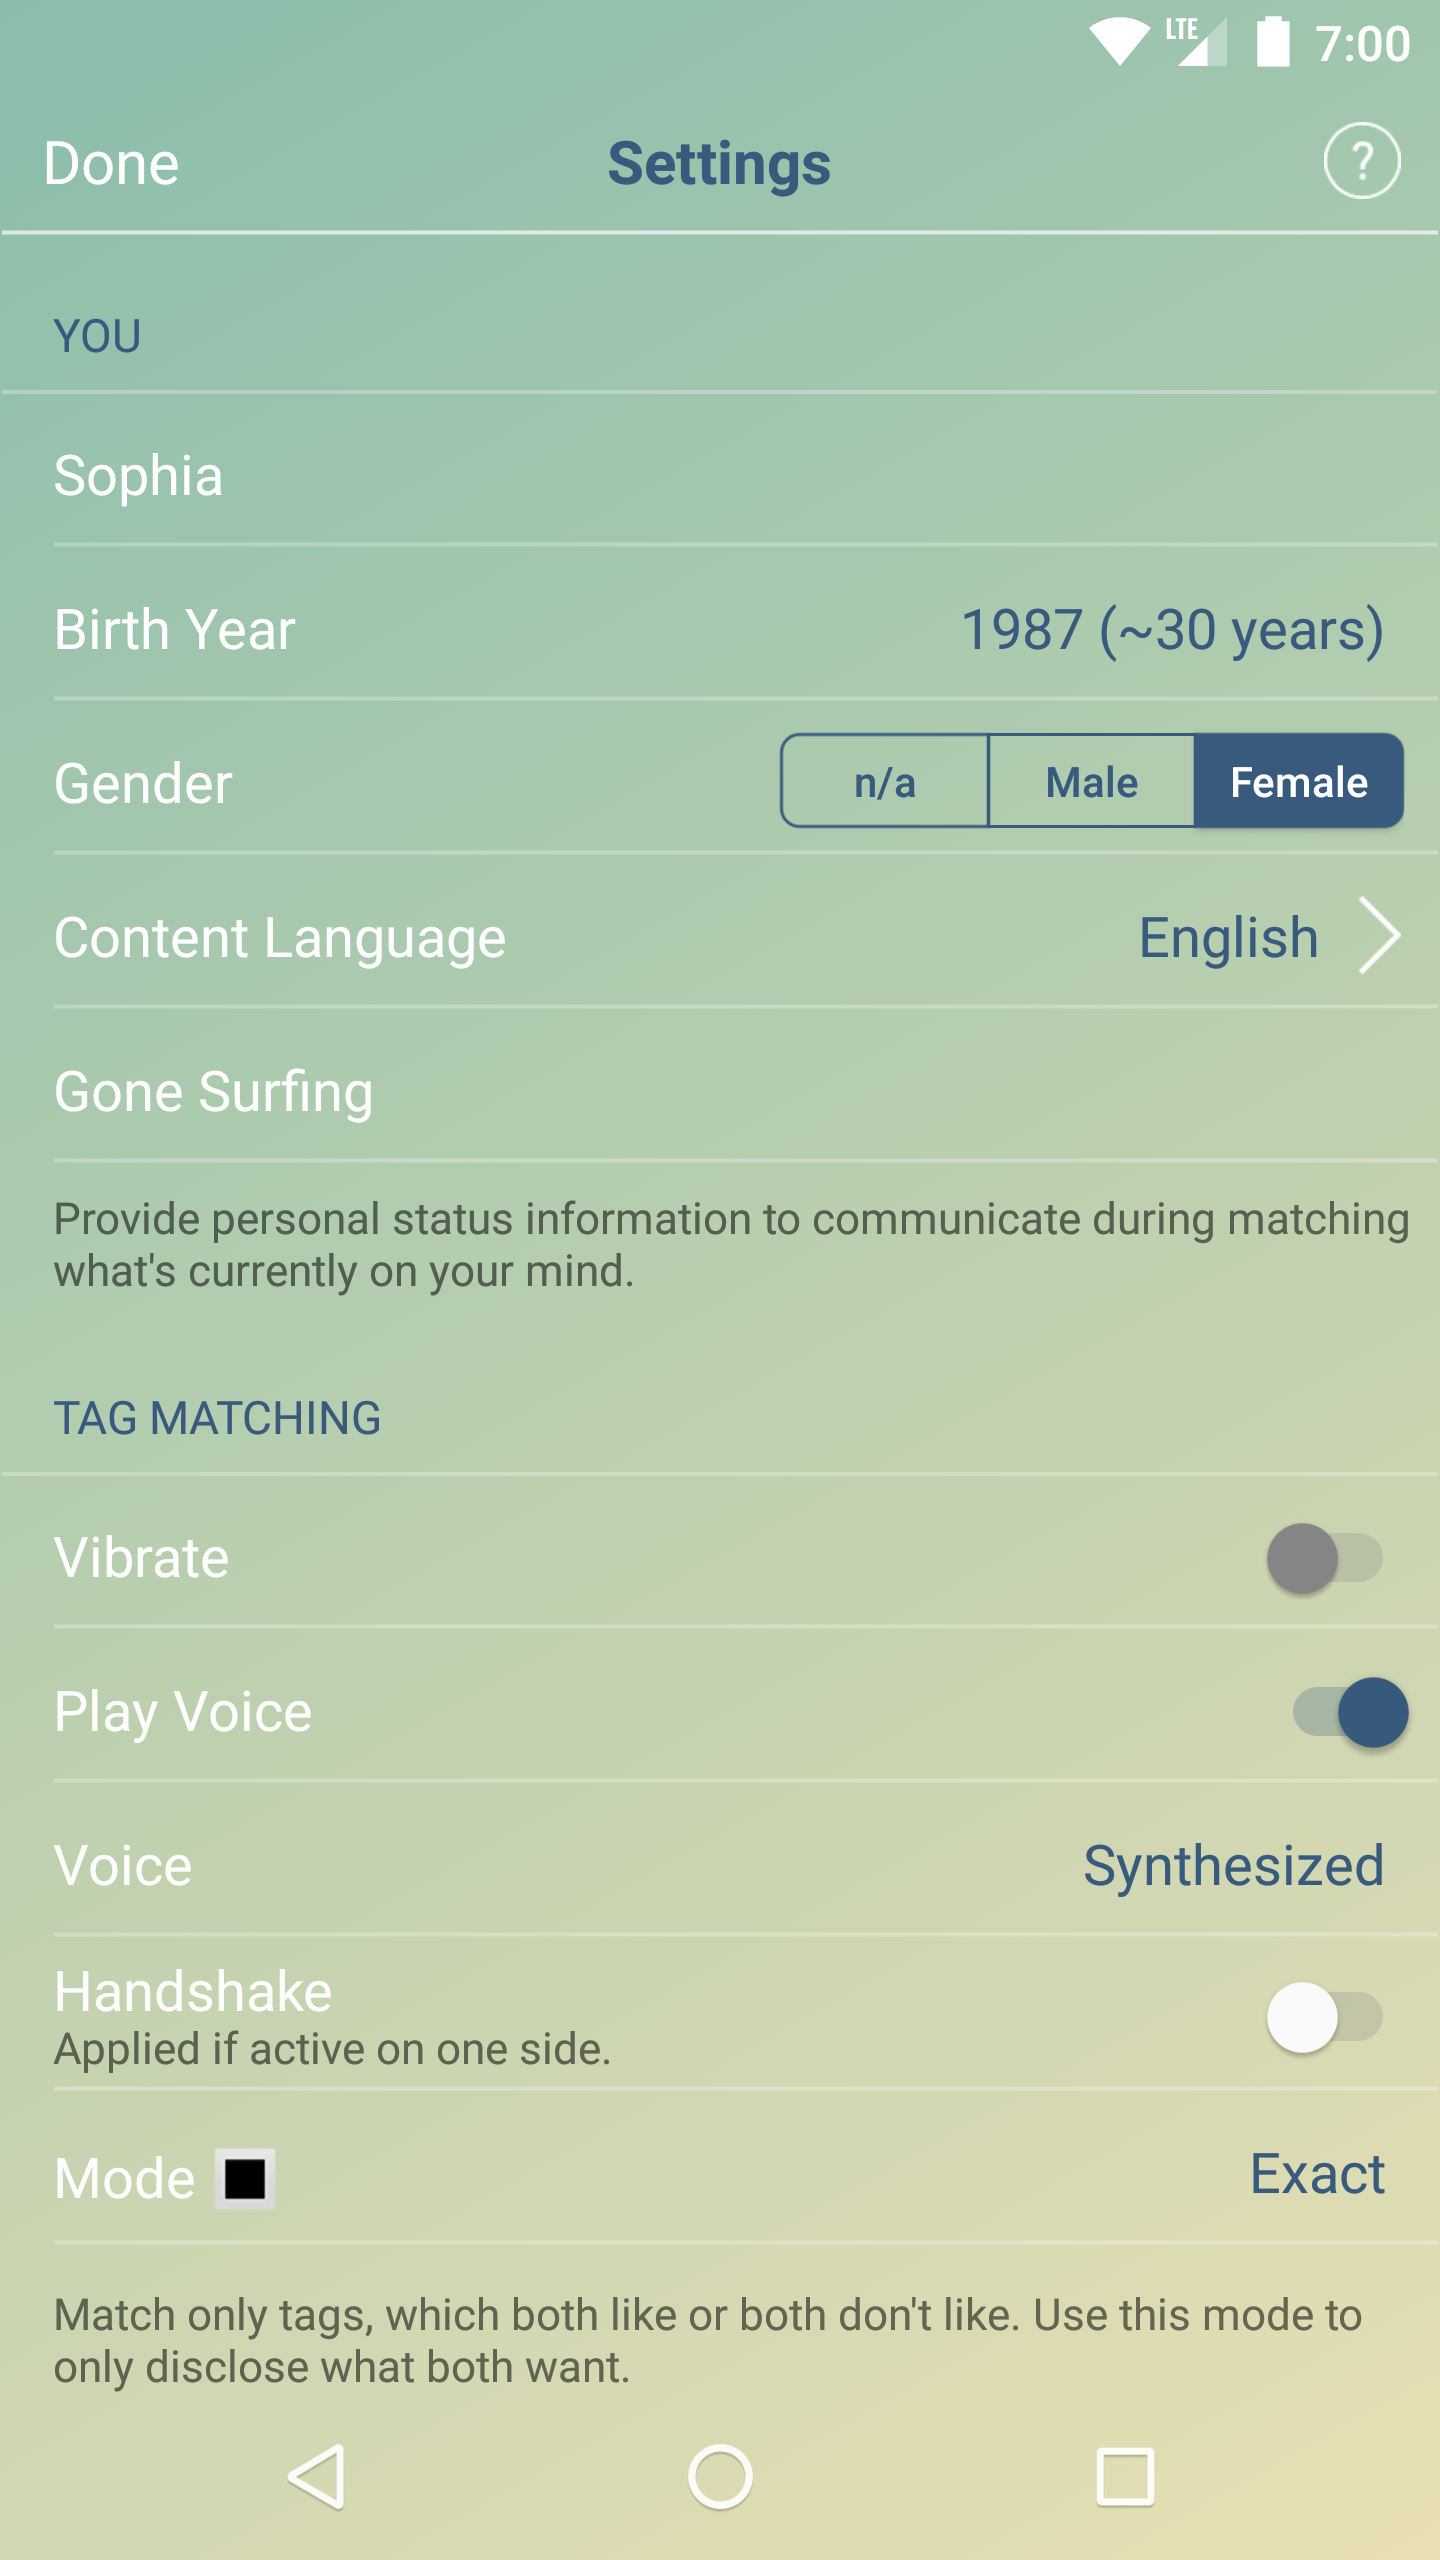 LTE 7:00
Done Settings ?
YOU
Sophia
Birth Year 1987 (~30 years)
Gender n/a Male Female
Content Language English
Gone Surfing
Provide personal status information to communicate during matching
what's currently on your mind.
TAG MATCHING
Vibrate
Play Voice
Voice Synthesized
Handshake
Applied if active on one side.
Mode Exact
Match only tags, which both like or both don't like. Use this mode to
only disclose what both want.